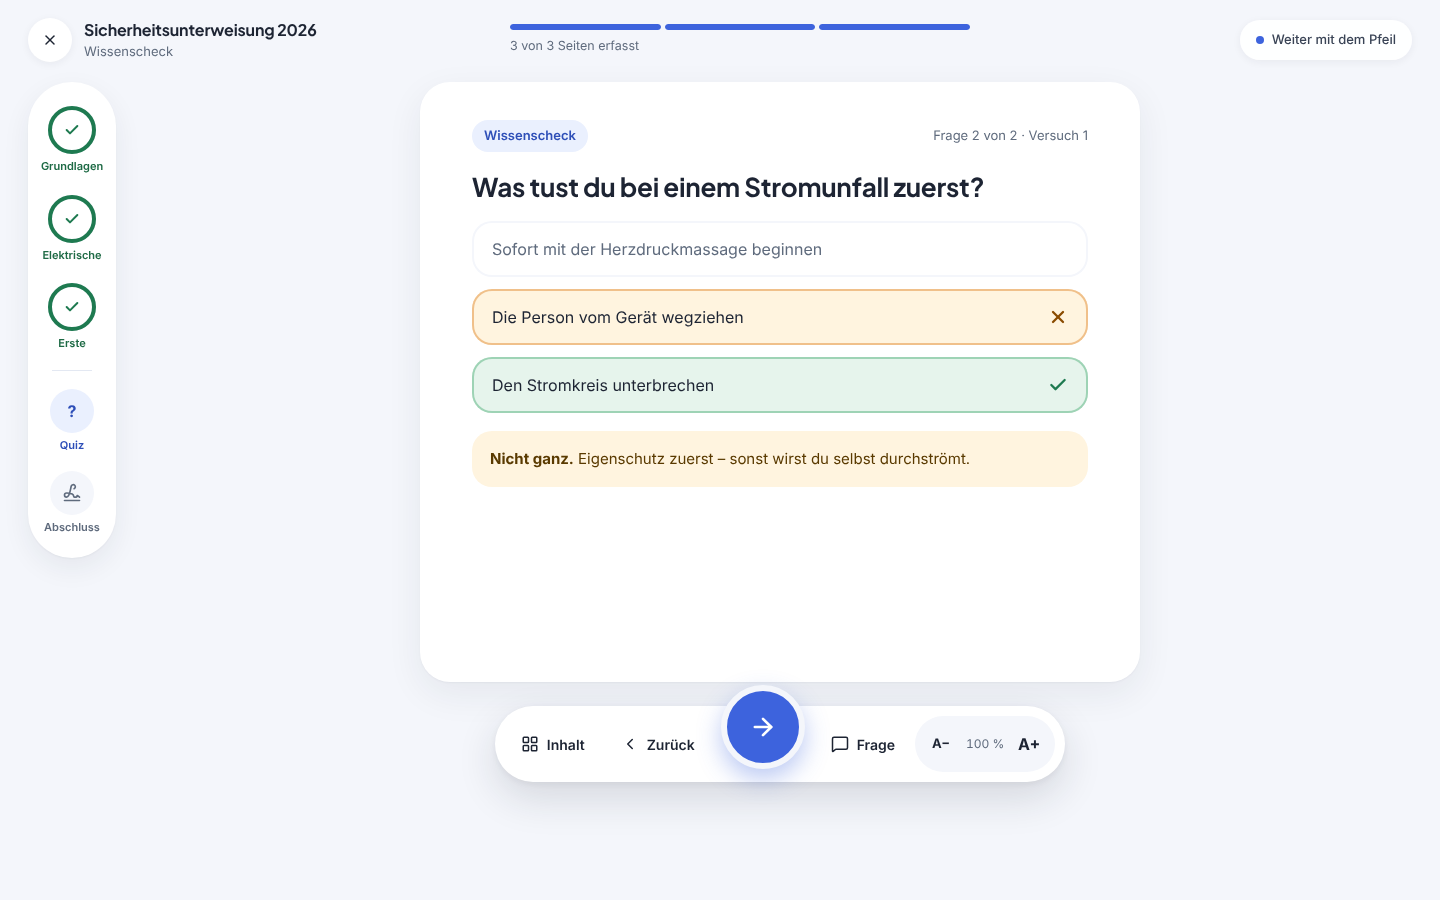 Sicherheitsunterweisung 2026
Wissenscheck
3 von 3 Seiten erfasst
Weiter mit dem Pfeil
Grundlagen
Elektrische
Erste
?
Quiz
Abschluss
Wissenscheck
Frage 2 von 2 · Versuch 1
Was tust du bei einem Stromunfall zuerst?
Sofort mit der Herzdruckmassage beginnen
Die Person vom Gerät wegziehen
Den Stromkreis unterbrechen
Nicht ganz. Eigenschutz zuerst – sonst wirst du selbst durchströmt.
Inhalt
Zurück
Frage
A−
100 %
A+